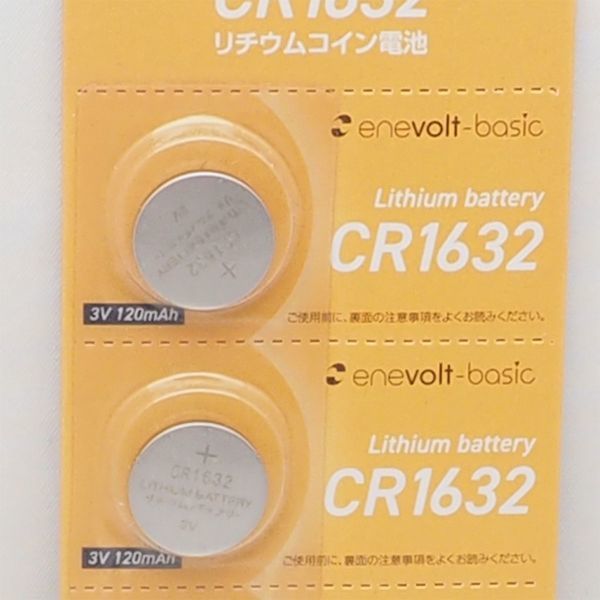 CR1632
リチウムコイン電池
enevolt-basic
Lithium battery
CR1632
3V 120mAh
ご使用前に、裏面の注意事項をよくお読みください。
enevolt-basic
Lithium battery
CR1632
+
CR1632
LITHIUM BATTERY
3V
3V 120mAh
ご使用前に、裏面の注意事項をよくお読みください。